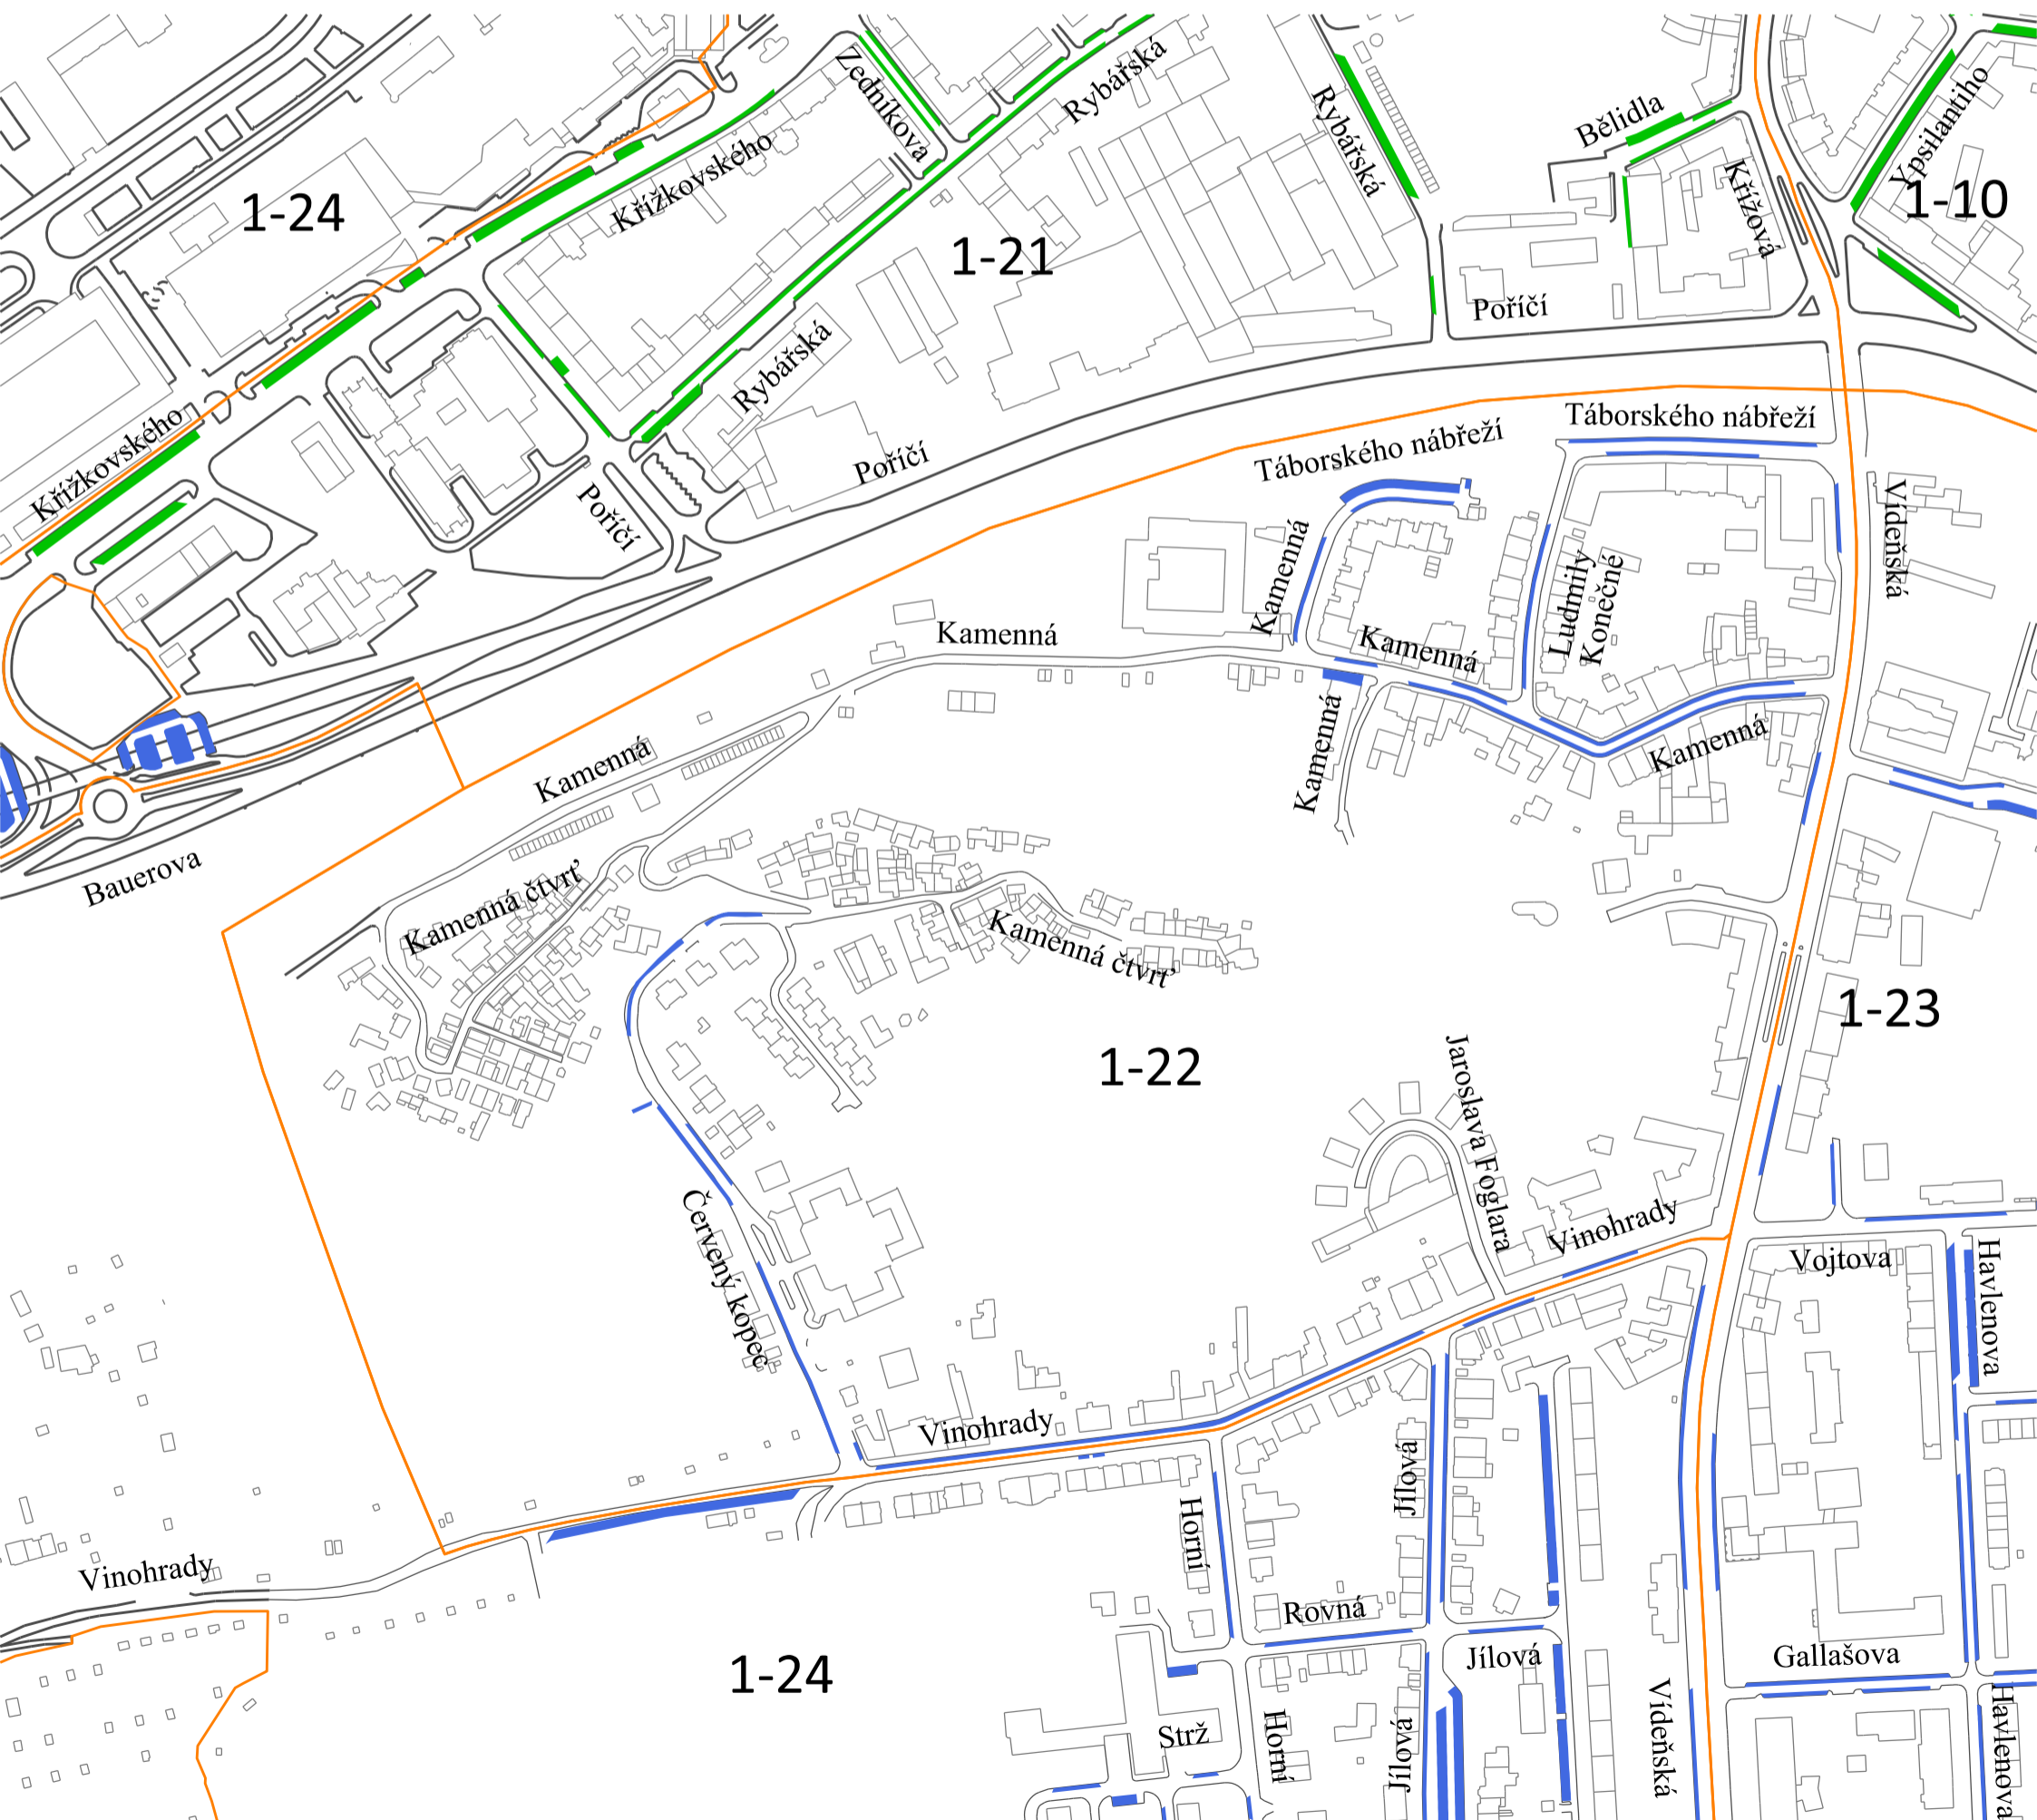 Zedníkova
Rybářská
Rybářská
Bělidla
Ypsilantiho
Křížkovského
Křížová
1-24
1-10
1-21
Poříčí
Rybářská
Křížkovského
Táborského nábřeží
Táborského nábřeží
Poříčí
Poříčí
Vídeňská
Kamenná
Ludmily
Konečné
Kamenná
Kamenná
Kamenná
Kamenná
Kamenná
Bauerova
Kamenná čtvrť
Kamenná čtvrť
1-23
1-22
Jaroslava Foglara
Červený kopec
Vinohrady
Vojtova
Havlenova
Vinohrady
Jílová
Horní
Vinohrady
Rovná
Jílová
Gallašova
1-24
Vídeňská
Havlenova
Strž
Horní
Jílová